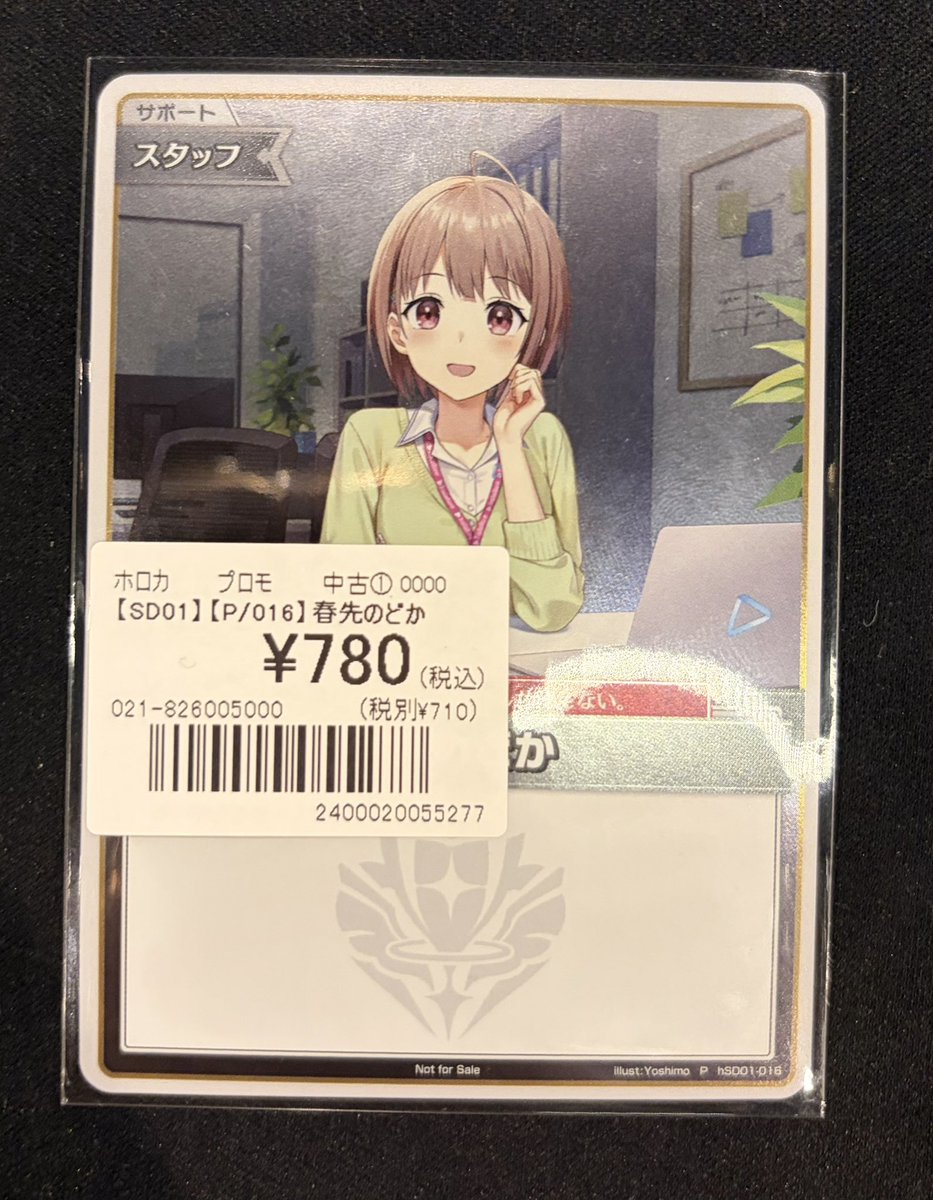 サポート
スタッフ
ホロカ プロモ 中古① 0000
【SD01】【P/016】春先のどか
¥780(税込)
021-826005000 (税別¥710)
2400020055277
ない。
か
Not for Sale
illust:Yoshimo P hSD01-016